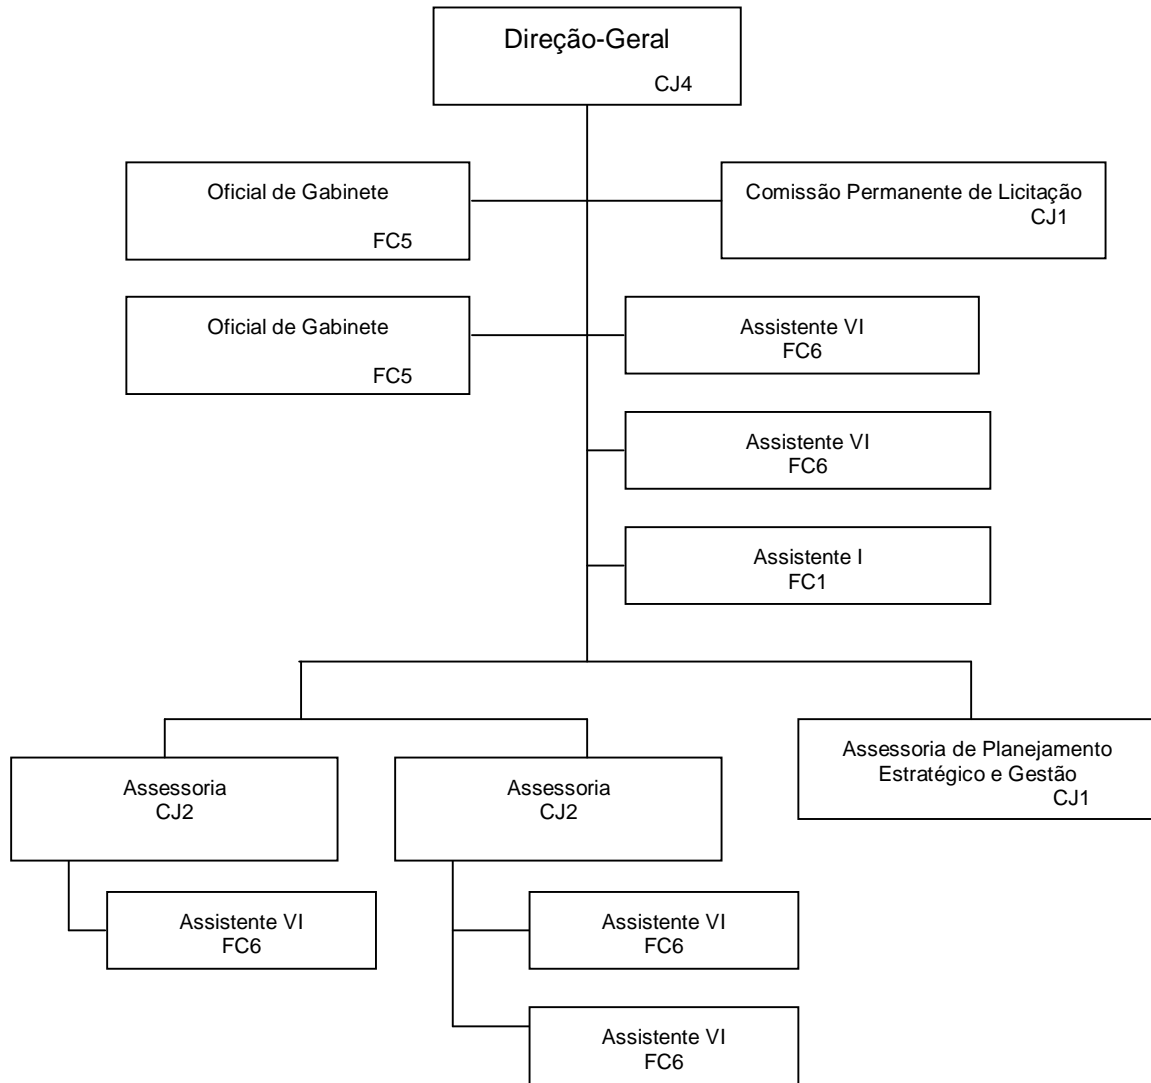 Direção-Geral
CJ4
Oficial de Gabinete
FC5
Comissão Permanente de Licitação
CJ1
Oficial de Gabinete
FC5
Assistente VI
FC6
Assistente VI
FC6
Assistente I
FC1
Assessoria
CJ2
Assessoria
CJ2
Assessoria de Planejamento
Estratégico e Gestão
CJ1
Assistente VI
FC6
Assistente VI
FC6
Assistente VI
FC6